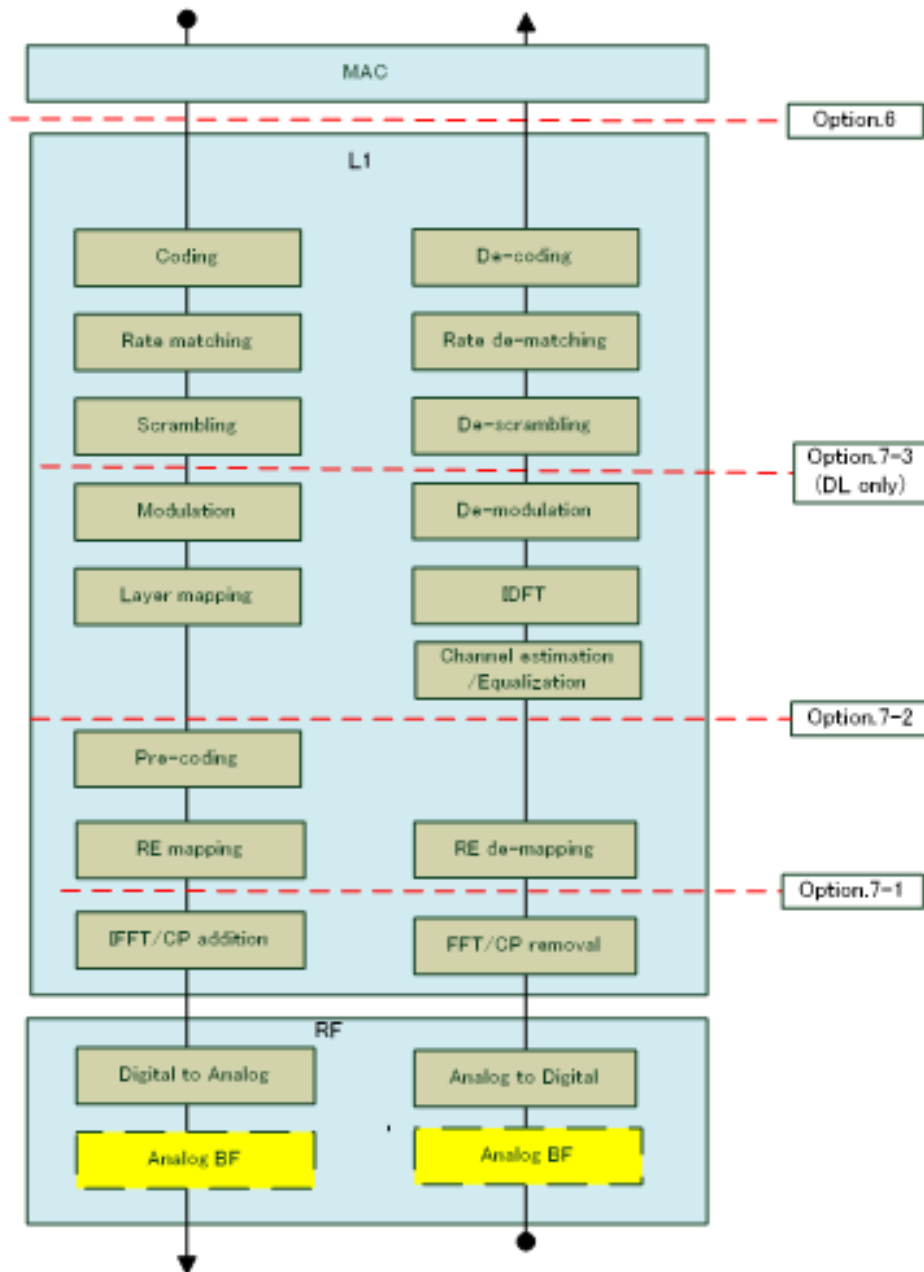 MAC
Option.6
L1
Coding
De-coding
Rate matching
Rate de-matching
Scrambling
De-scrambling
Option.7-3
(DL only)
Modulation
De-modulation
Layer mapping
IDFT
Channel estimation
/Equalization
Option.7-2
Pre-coding
RE mapping
RE de-mapping
Option.7-1
IFFT/CP addition
FFT/CP removal
RF
Digital to Analog
Analog to Digital
Analog BF
Analog BF